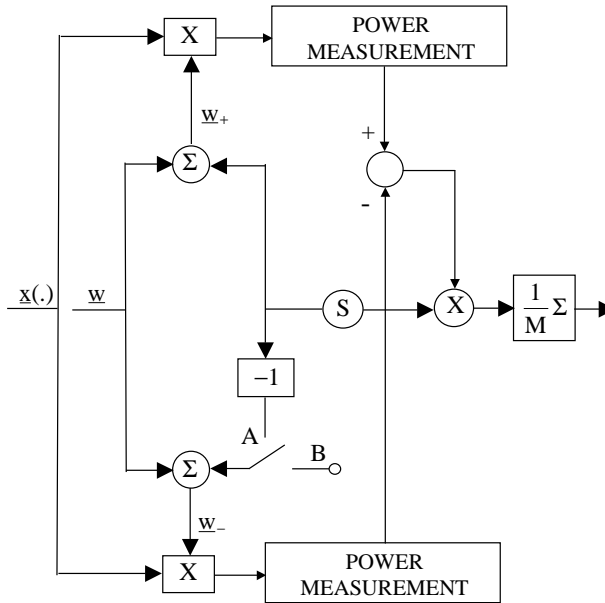 X
POWER
MEASUREMENT
w+
+
Σ
-
x(.)
w
S
X
1
M
Σ
−1
A
B
Σ
w−
X
POWER
MEASUREMENT